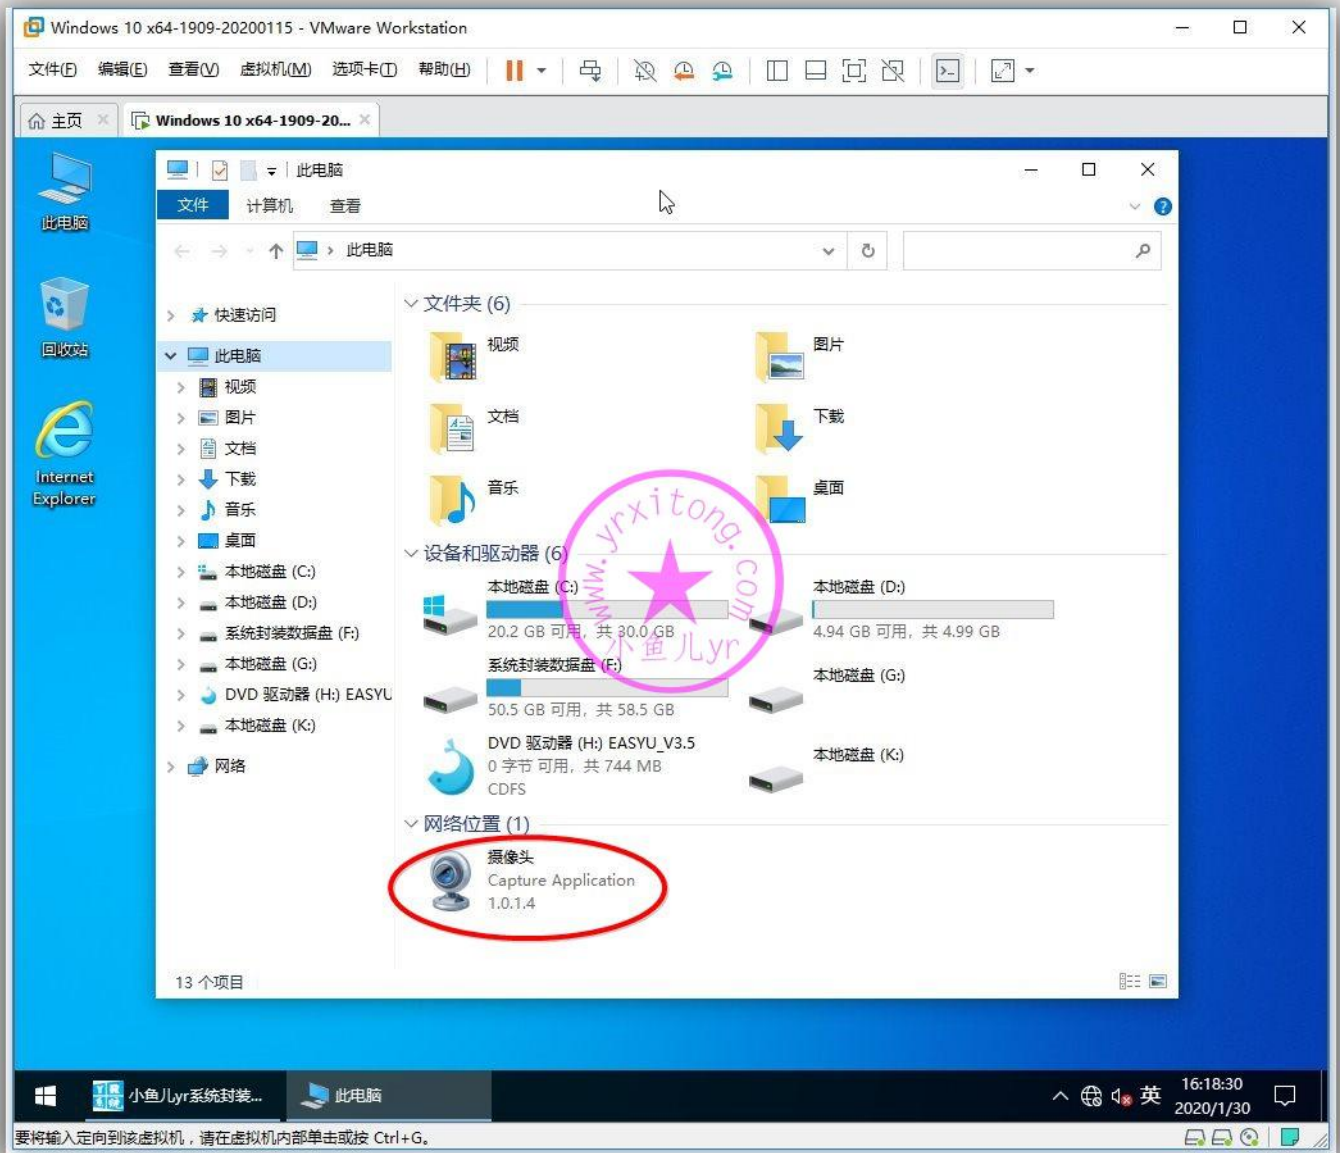 Windows 10 x64-1909-20200115 - VMware Workstation
文件(F) 编辑(E) 查看(V) 虚拟机(M) 选项卡(T) 帮助(H)
主页
Windows 10 x64-1909-20...
此电脑
回收站
Internet
Explorer
此电脑
文件 计算机 查看
此电脑
快速访问
此电脑
视频
图片
文档
下载
音乐
桌面
本地磁盘 (C:)
本地磁盘 (D:)
系统封装数据盘 (F:)
本地磁盘 (G:)
DVD 驱动器 (H:) EASYU
本地磁盘 (K:)
网络
文件夹 (6)
视频
图片
文档
下载
音乐
桌面
设备和驱动器 (6)
本地磁盘 (C:)
20.2 GB 可用, 共 30.0 GB
本地磁盘 (D:)
4.94 GB 可用, 共 4.99 GB
系统封装数据盘 (F:)
50.5 GB 可用, 共 58.5 GB
本地磁盘 (G:)
DVD 驱动器 (H:) EASYU_V3.5
0 字节 可用, 共 744 MB
CDFS
本地磁盘 (K:)
网络位置 (1)
摄像头
Capture Application
1.0.1.4
www.yrxitong.com
小鱼儿yr
13 个项目
小鱼儿yr系统封装...
此电脑
英
16:18:30
2020/1/30
要将输入定向到该虚拟机，请在虚拟机内部单击或按 Ctrl+G。